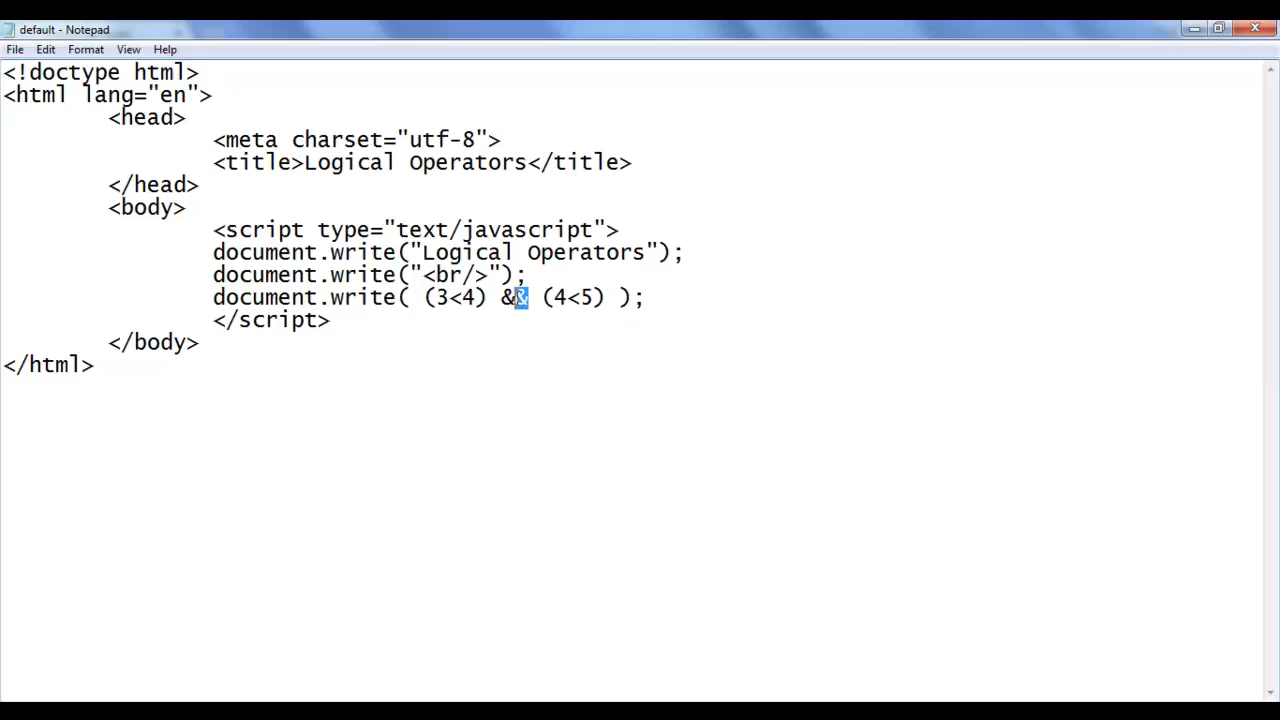 default - Notepad
File Edit Format View Help
<!doctype html>
<html lang="en">
<head>
<meta charset="utf-8">
<title>Logical Operators</title>
</head>
<body>
<script type="text/javascript">
document.write("Logical Operators");
document.write("<br/>");
document.write( (3<4) && (4<5) );
</script>
</body>
</html>